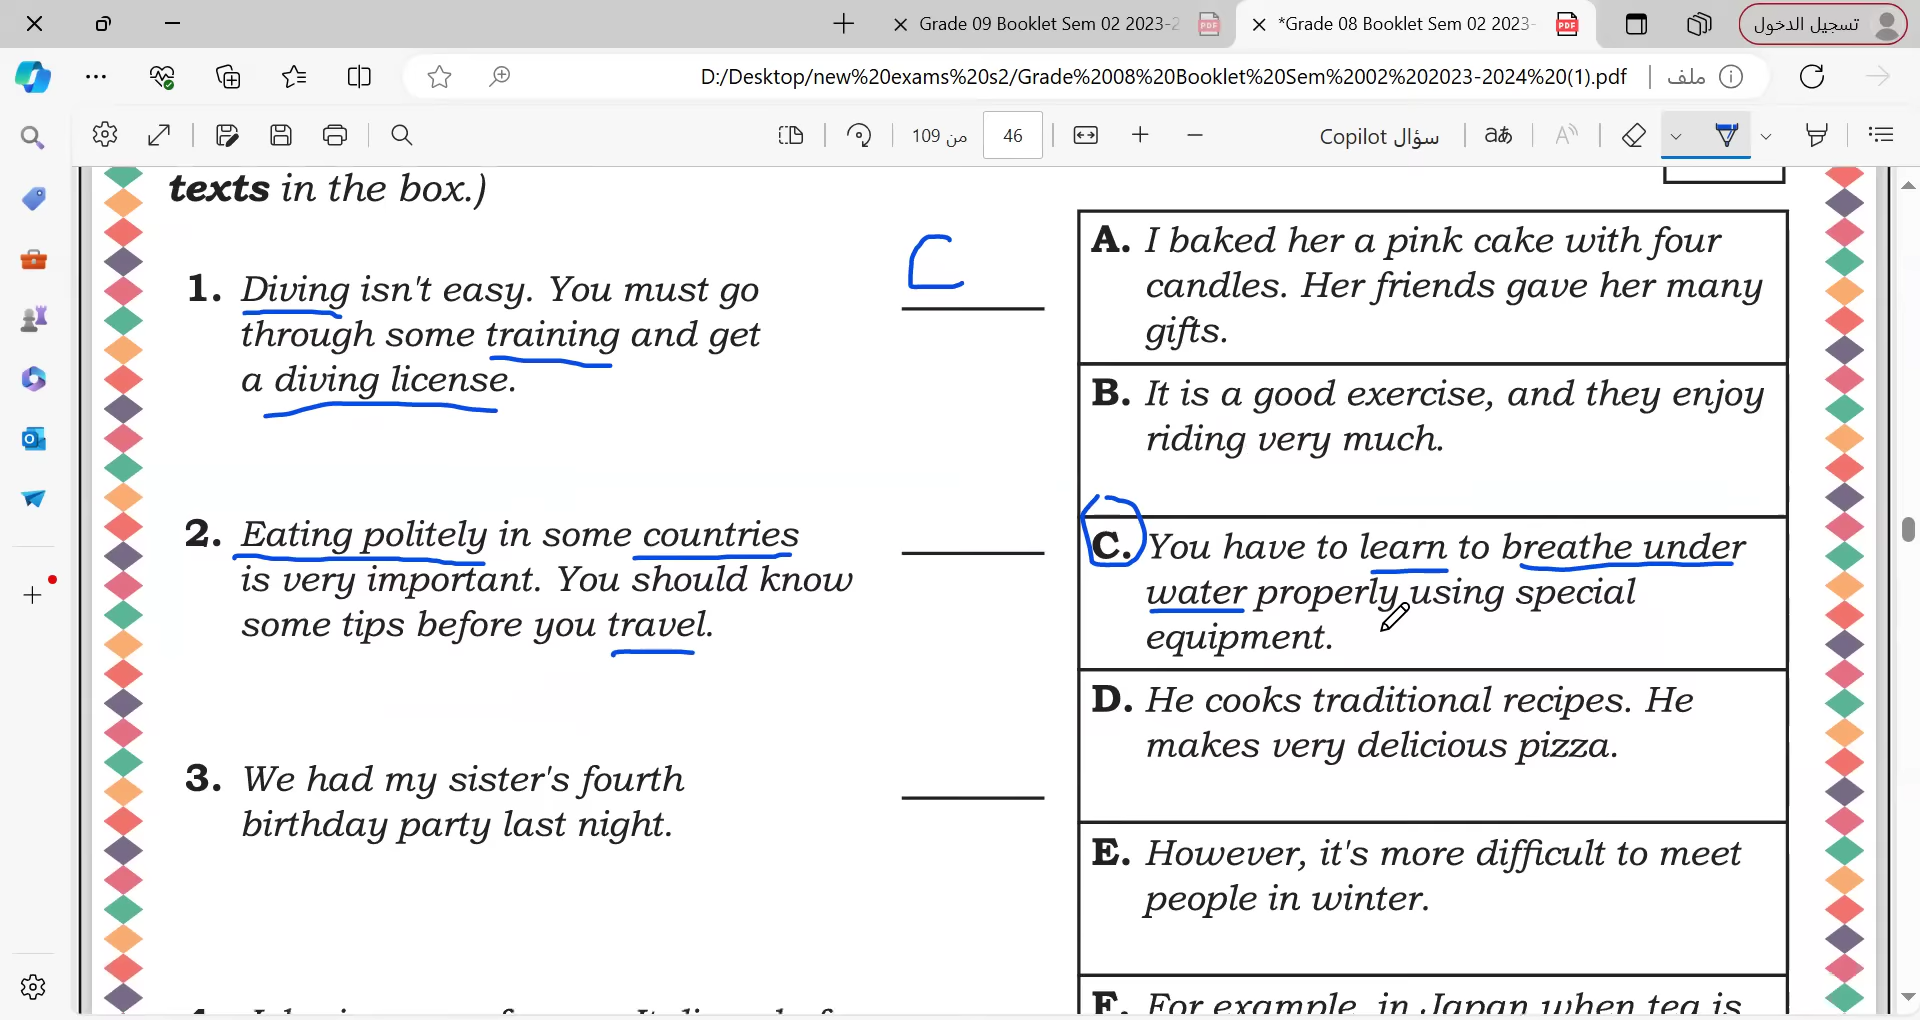 Grade 09 Booklet Sem 02 2023-2
*Grade 08 Booklet Sem 02 2023-
تسجيل الدخول
D:/Desktop/new%20exams%20s2/Grade%2008%20Booklet%20Sem%2002%202023-2024%20(1).pdf
ملف
109 من
46
سؤال Copilot
texts in the box.)
1. Diving isn't easy. You must go
through some training and get
a diving license.
C
2. Eating politely in some countries
is very important. You should know
some tips before you travel.
3. We had my sister's fourth
birthday party last night.
A. I baked her a pink cake with four
candles. Her friends gave her many
gifts.
B. It is a good exercise, and they enjoy
riding very much.
C. You have to learn to breathe under
water properly using special
equipment.
D. He cooks traditional recipes. He
makes very delicious pizza.
E. However, it's more difficult to meet
people in winter.
F. For example, in Japan when tea is